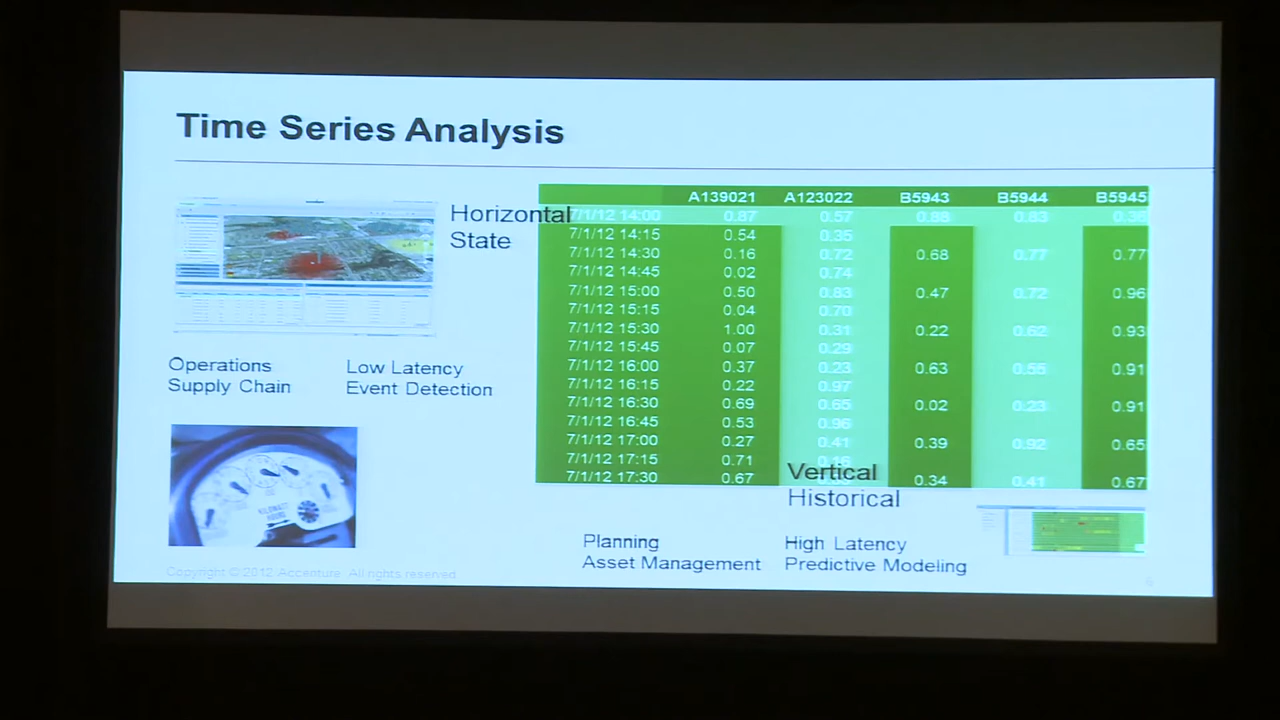 Time Series Analysis
Horizontal
State
Operations
Supply Chain
Low Latency
Event Detection
A139021 A123022 B5943 B5944 B5945
7/1/12 14:00 0.87 0.57 0.88 0.83 0.36
7/1/12 14:15 0.54 0.35
7/1/12 14:30 0.16 0.72 0.68 0.77 0.77
7/1/12 14:45 0.02 0.74
7/1/12 15:00 0.50 0.83 0.47 0.72 0.96
7/1/12 15:15 0.04 0.70
7/1/12 15:30 1.00 0.31 0.22 0.62 0.93
7/1/12 15:45 0.07 0.29
7/1/12 16:00 0.37 0.23 0.63 0.55 0.91
7/1/12 16:15 0.22 0.97
7/1/12 16:30 0.69 0.65 0.02 0.23 0.91
7/1/12 16:45 0.53 0.96
7/1/12 17:00 0.27 0.41 0.39 0.92 0.65
7/1/12 17:15 0.71
7/1/12 17:30 0.67 0.34 0.41 0.67
Vertical
Historical
KILOWATT
HOURS
Planning
Asset Management
High Latency
Predictive Modeling
Copyright © 2012 Accenture All rights reserved.